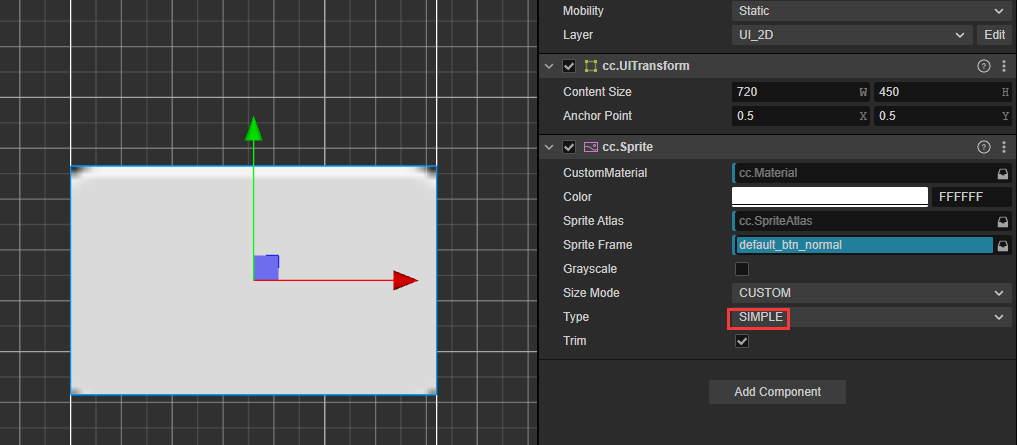 Mobility Static
Layer UI_2D Edit
cc.UITransform
Content Size 720 W 450 H
Anchor Point 0.5 X 0.5 Y
cc.Sprite
CustomMaterial cc.Material
Color FFFFFF
Sprite Atlas cc.SpriteAtlas
Sprite Frame default_btn_normal
Grayscale
Size Mode CUSTOM
Type SIMPLE
Trim
Add Component